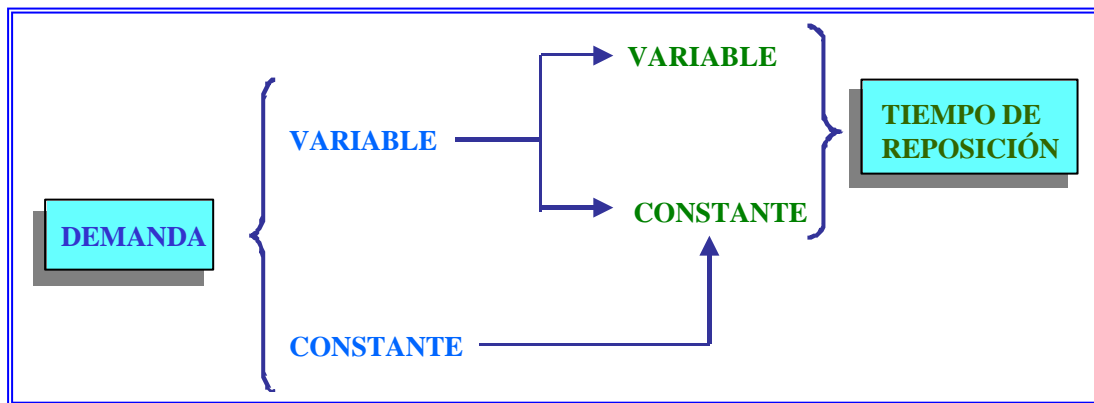 VARIABLE
TIEMPO DE
REPOSICIÓN
VARIABLE
CONSTANTE
DEMANDA
CONSTANTE